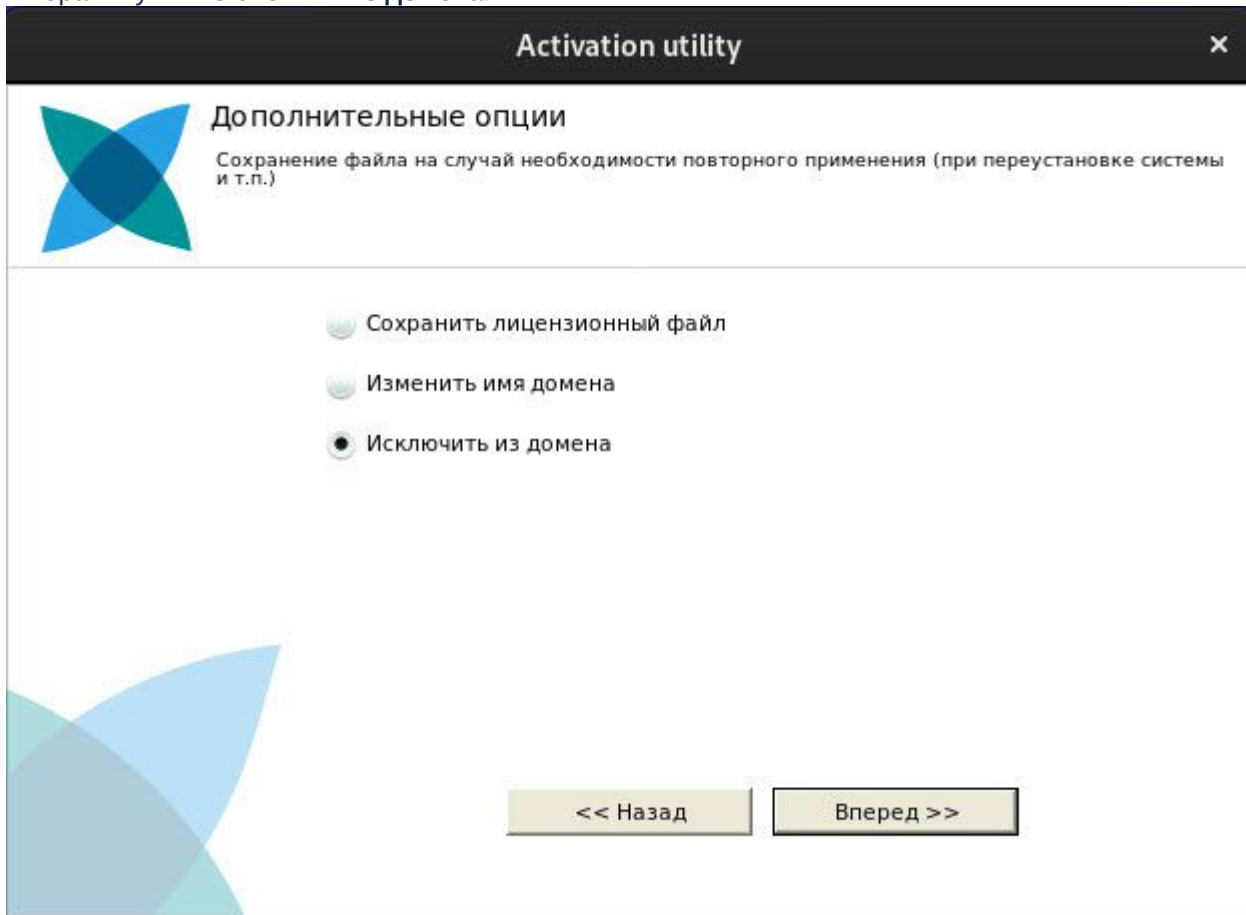 Activation utility
Дополнительные опции
Сохранение файла на случай необходимости повторного применения (при переустановке системы
и т.п.)
Сохранить лицензионный файл
Изменить имя домена
Исключить из домена
<< Назад
Вперед >>